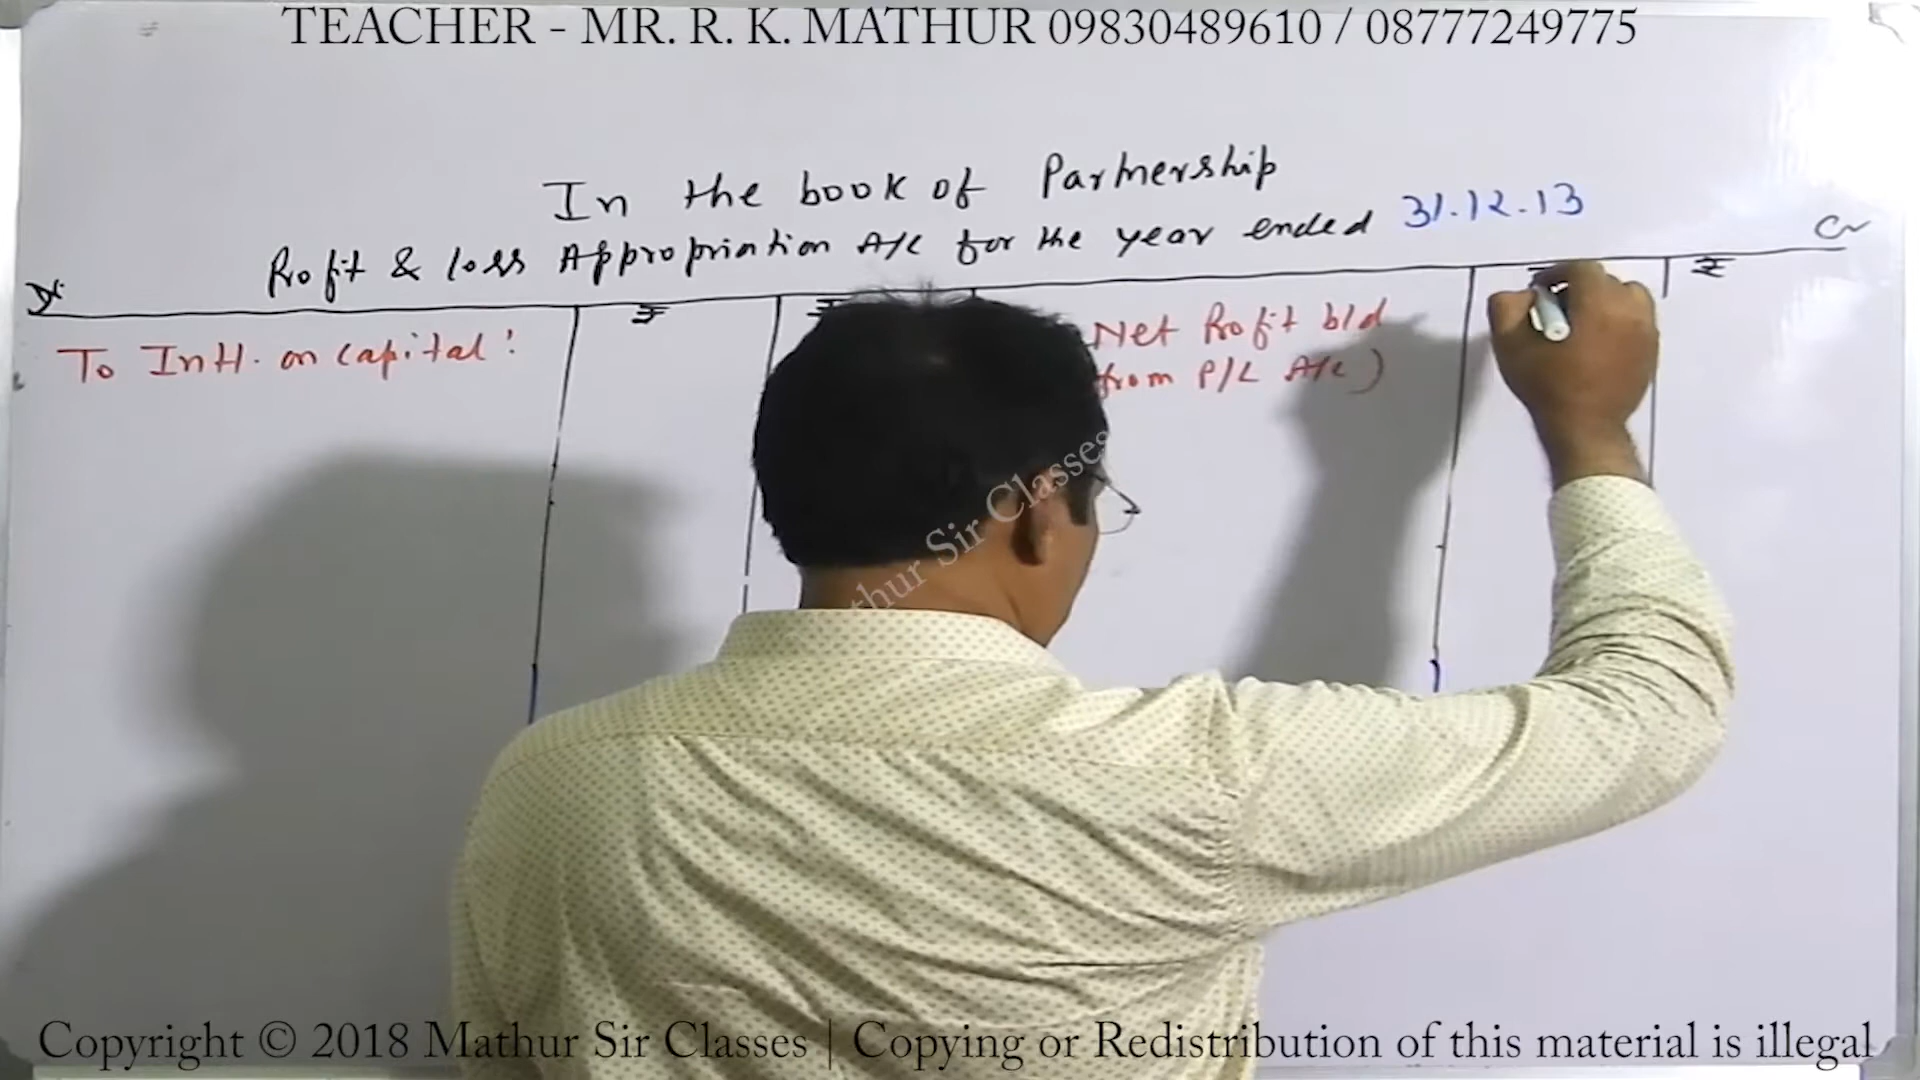 TEACHER - MR. R. K. MATHUR 09830489610 / 08777249775
In the book of Partnership
Profit & loss Appropriation A/c for the year ended 31.12.13
Dr. Cr
₹ ₹ ₹ ₹
To Intt. on capital:
Net Profit b/d
from P/L A/c)
thur Sir Classes
Copyright © 2018 Mathur Sir Classes | Copying or Redistribution of this material is illegal